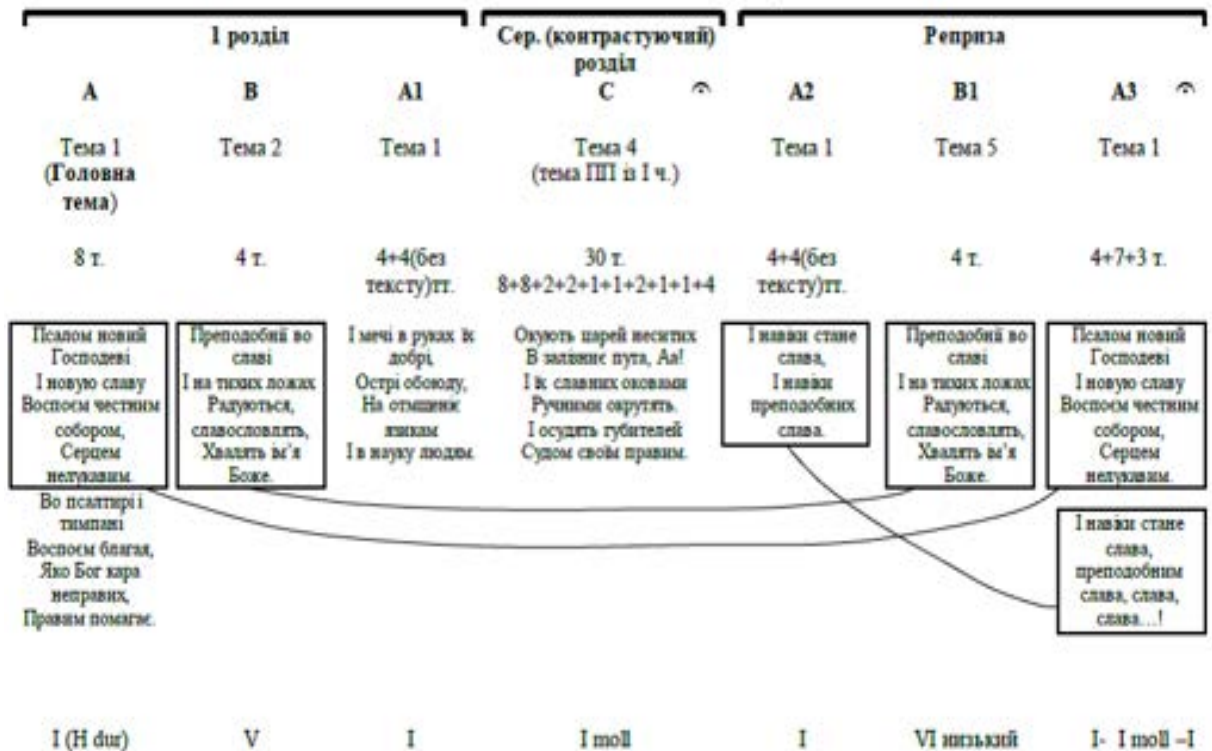 1 розділ
Сер. (контрастуючий) розділ
Реприза
A
B
A1
C
A2
B1
A3
Тема 1
(Головна
тема)
Тема 2
Тема 1
Тема 4
(тема ПП із I ч.)
Тема 1
Тема 5
Тема 1
8 т.
4 т.
4+4(без
тексту)тт.
30 т.
8+8+2+2+1+1+2+1+1+4
4+4(без
тексту)тт.
4 т.
4+7+3 т.
Псалом новий
Господеві
І новую славу
Воспоєм честним
собором,
Серцем
нелукавим.
Во псалтирі і
тимпані
Воспоєм благая,
Яко Бог кара
неправих,
Правим помагає.
Преподобнії во
славі
І на тихих ложах
Радуються,
славословлять,
Хвалять ім'я
Боже.
І мечі в руках їх
добрі,
Острі обоюду,
На отмщеніє
язикам
І в науку людям.
Окують царей неситих
В залізниє пута, Аа!
І їх славних оковами
Ручними окрутять.
І осудять губителей
Судом своїм правим.
І навіки стане
слава,
І навіки
преподобних
слава.
Преподобнії во
славі
І на тихих ложах
Радуються,
славословлять,
Хвалять ім'я
Боже.
Псалом новий
Господеві
І новую славу
Воспоєм честним
собором,
Серцем
нелукавим.
І навіки стане
слава,
преподобним
слава, слава,
слава…!
I (H dur)
V
I
I moll
I
VI низький
I- I moll –I